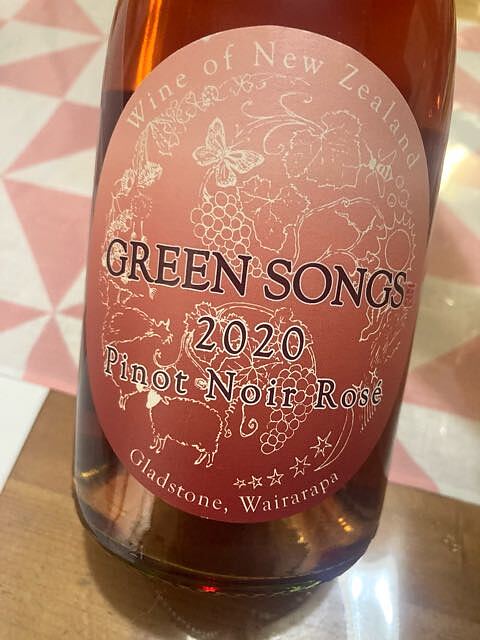 Wine of New Zealand
GREEN SONGS
2020
Pinot Noir Rosé
Gladstone, Wairarapa